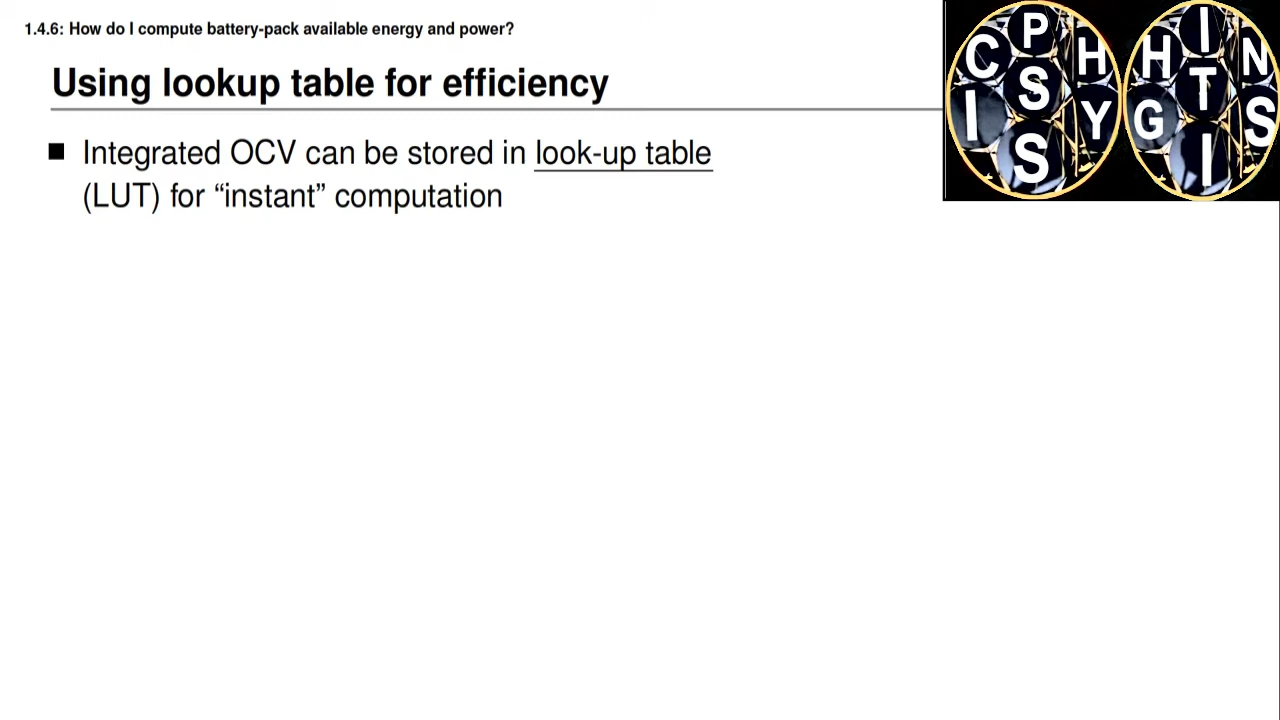 1.4.6: How do I compute battery-pack available energy and power?
Using lookup table for efficiency
Integrated OCV can be stored in look-up table
(LUT) for “instant” computation
P I
C H H N
S T
I Y G S
S I